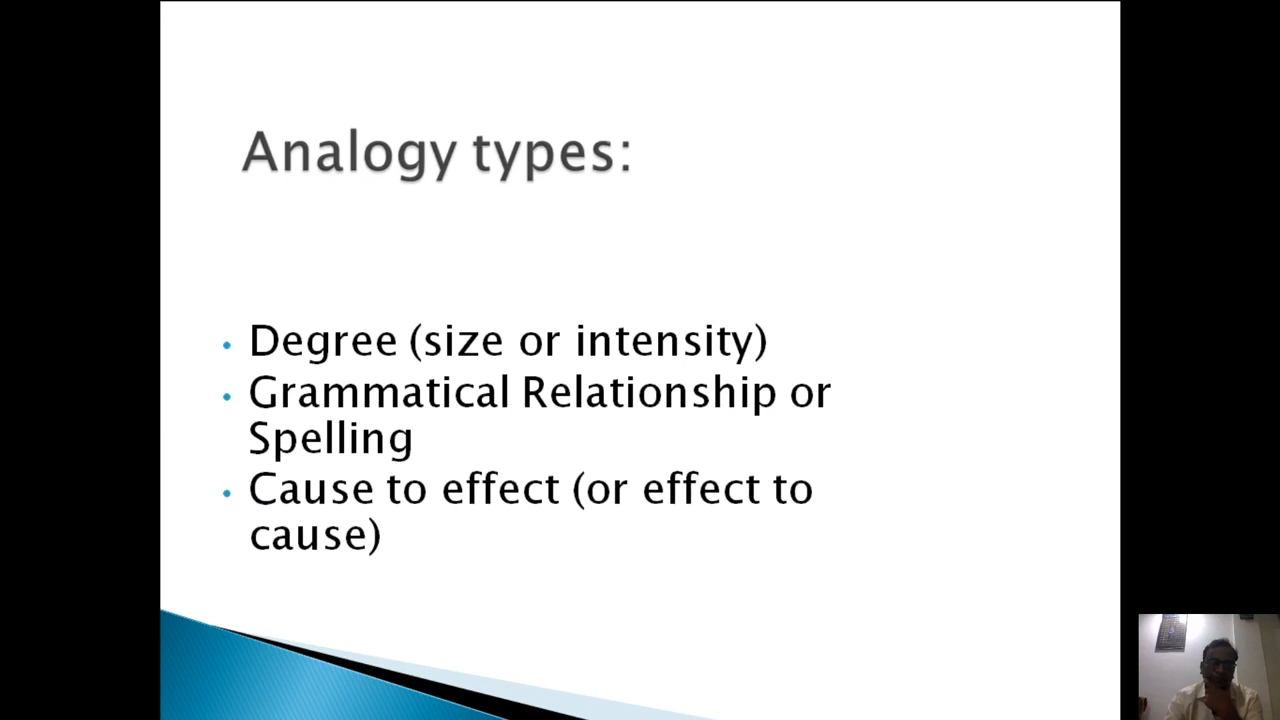 Analogy types:
• Degree (size or intensity)
• Grammatical Relationship or
Spelling
• Cause to effect (or effect to
cause)